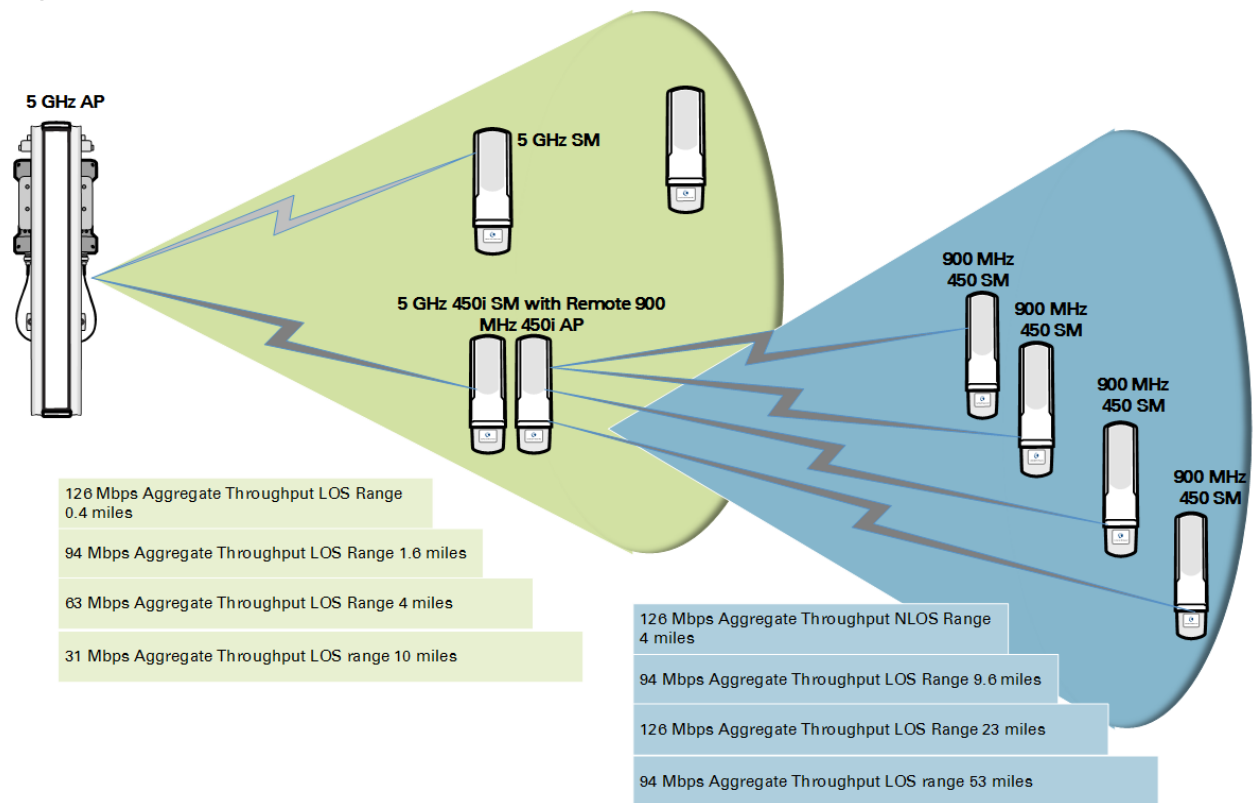 5 GHz AP
5 GHz SM
5 GHz 450i SM with Remote 900
MHz 450i AP
900 MHz
450 SM
900 MHz
450 SM
900 MHz
450 SM
900 MHz
450 SM
126 Mbps Aggregate Throughput LOS Range
0.4 miles
94 Mbps Aggregate Throughput LOS Range 1.6 miles
63 Mbps Aggregate Throughput LOS Range 4 miles
31 Mbps Aggregate Throughput LOS range 10 miles
126 Mbps Aggregate Throughput NLOS Range
4 miles
94 Mbps Aggregate Throughput LOS Range 9.6 miles
126 Mbps Aggregate Throughput LOS Range 23 miles
94 Mbps Aggregate Throughput LOS range 53 miles